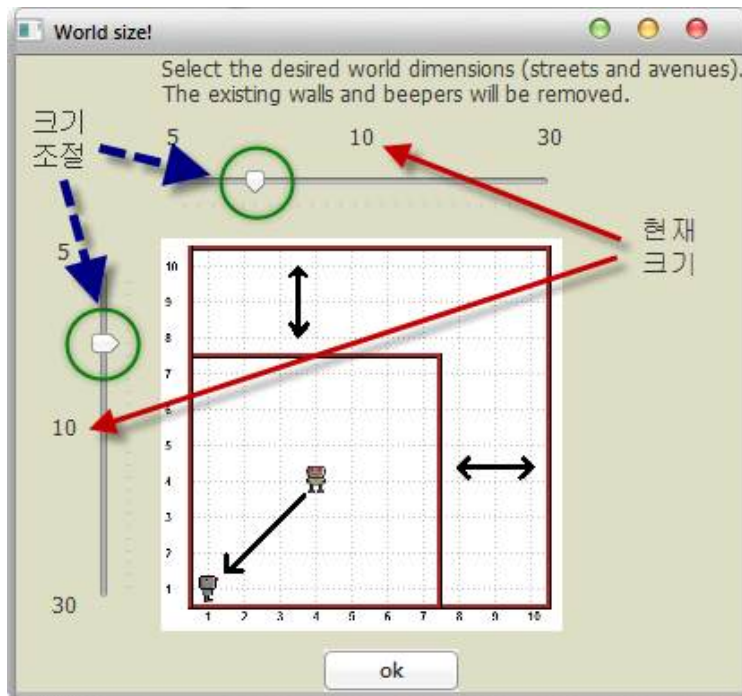 World size!
Select the desired world dimensions (streets and avenues).
The existing walls and beepers will be removed.
크기
조절
5 10 30
현재
크기
5
10
30
10
9
8
7
6
5
4
3
2
1
1 2 3 4 5 6 7 8 9 10
ok